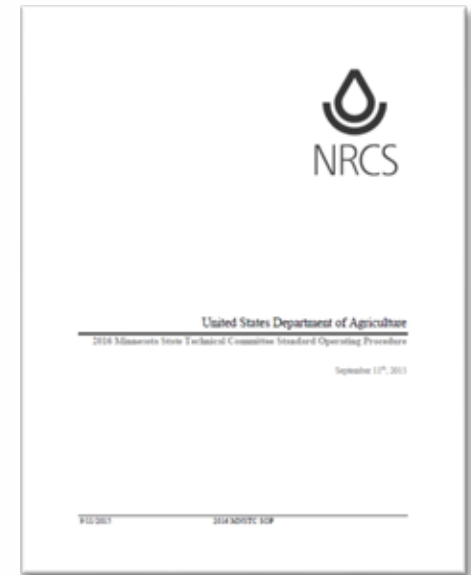 NRCS
United States Department of Agriculture
2016 Minnesota State Technical Committee Standard Operating Procedure
September 11th, 2015
9/11/2015 2016 MNSTC SOP